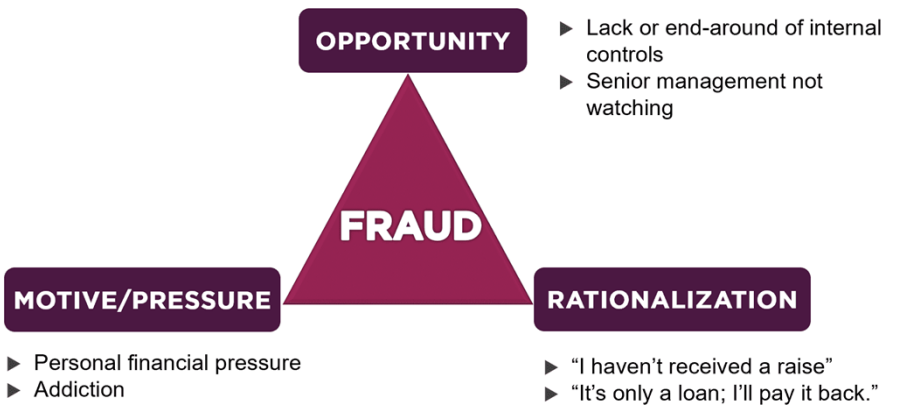 OPPORTUNITY
▶ Lack or end-around of internal
controls
▶ Senior management not
watching
FRAUD
MOTIVE/PRESSURE
▶ Personal financial pressure
▶ Addiction
RATIONALIZATION
▶ “I haven’t received a raise”
▶ “It’s only a loan; I’ll pay it back.”